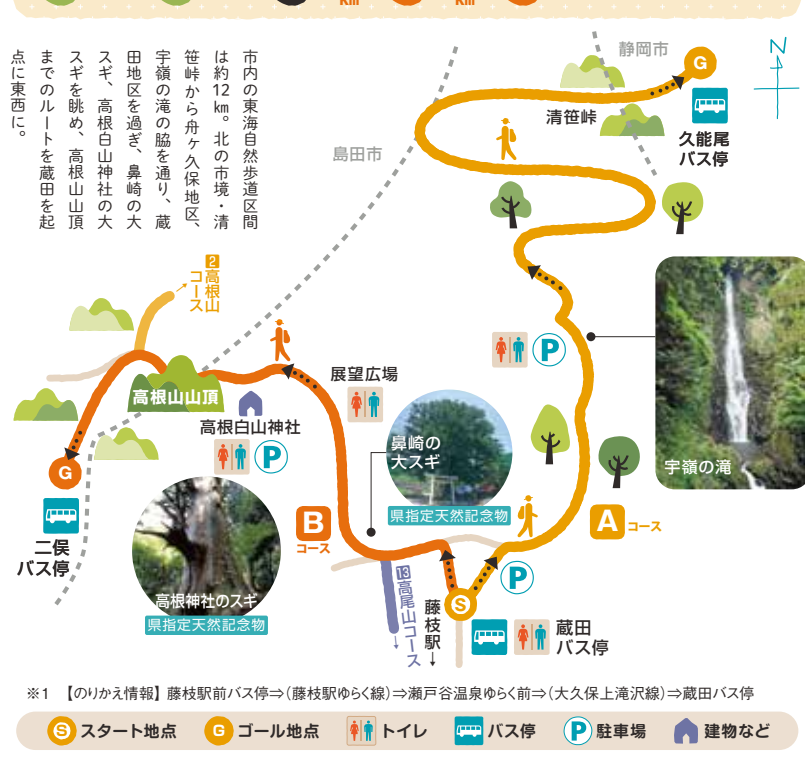 Km
Km
市内の東海自然歩道区間
は約12㎞。北の市境・清
笹峠から舟ヶ久保地区、
宇嶺の滝の脇を通り、蔵
田地区を過ぎ、鼻崎の大
スギ、高根白山神社の大
スギを眺め、高根山山頂
までのルートを蔵田を起
点に東西に。
静岡市
島田市
清笹峠
G
久能尾
バス停
N
2
高根山
コース
高根山山頂
高根白山神社
P
展望広場
P
宇嶺の滝
鼻崎の
大スギ
県指定天然記念物
G
二俣
バス停
高根神社のスギ
県指定天然記念物
B
コース
A
コース
P
13
高尾山コース
↓
藤枝駅
↓
S
蔵田
バス停
※1 【のりかえ情報】 藤枝駅前バス停⇒(藤枝駅ゆらく線)⇒瀬戸谷温泉ゆらく前⇒(大久保上滝沢線)⇒蔵田バス停
S スタート地点 G ゴール地点 トイレ バス停 P 駐車場 建物など